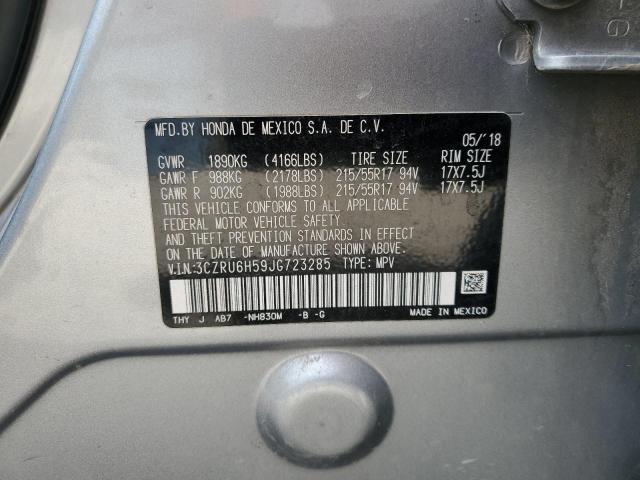 MFD.BY HONDA DE MEXICO S.A. DE C.V.
05/'18
GVWR 1890KG (4166LBS) TIRE SIZE RIM SIZE
GAWR F 988KG (2178LBS) 215/55R17 94V 17X7.5J
GAWR R 902KG (1988LBS) 215/55R17 94V 17X7.5J
THIS VEHICLE CONFORMS TO ALL APPLICABLE
FEDERAL MOTOR VEHICLE SAFETY
AND THEFT PREVENTION STANDARDS IN EFFECT
ON THE DATE OF MANUFACTURE SHOWN ABOVE.
V.I.N:3CZRU6H59JG723285 TYPE: MPV
THY J AB7 -NH830M -B -G MADE IN MEXICO